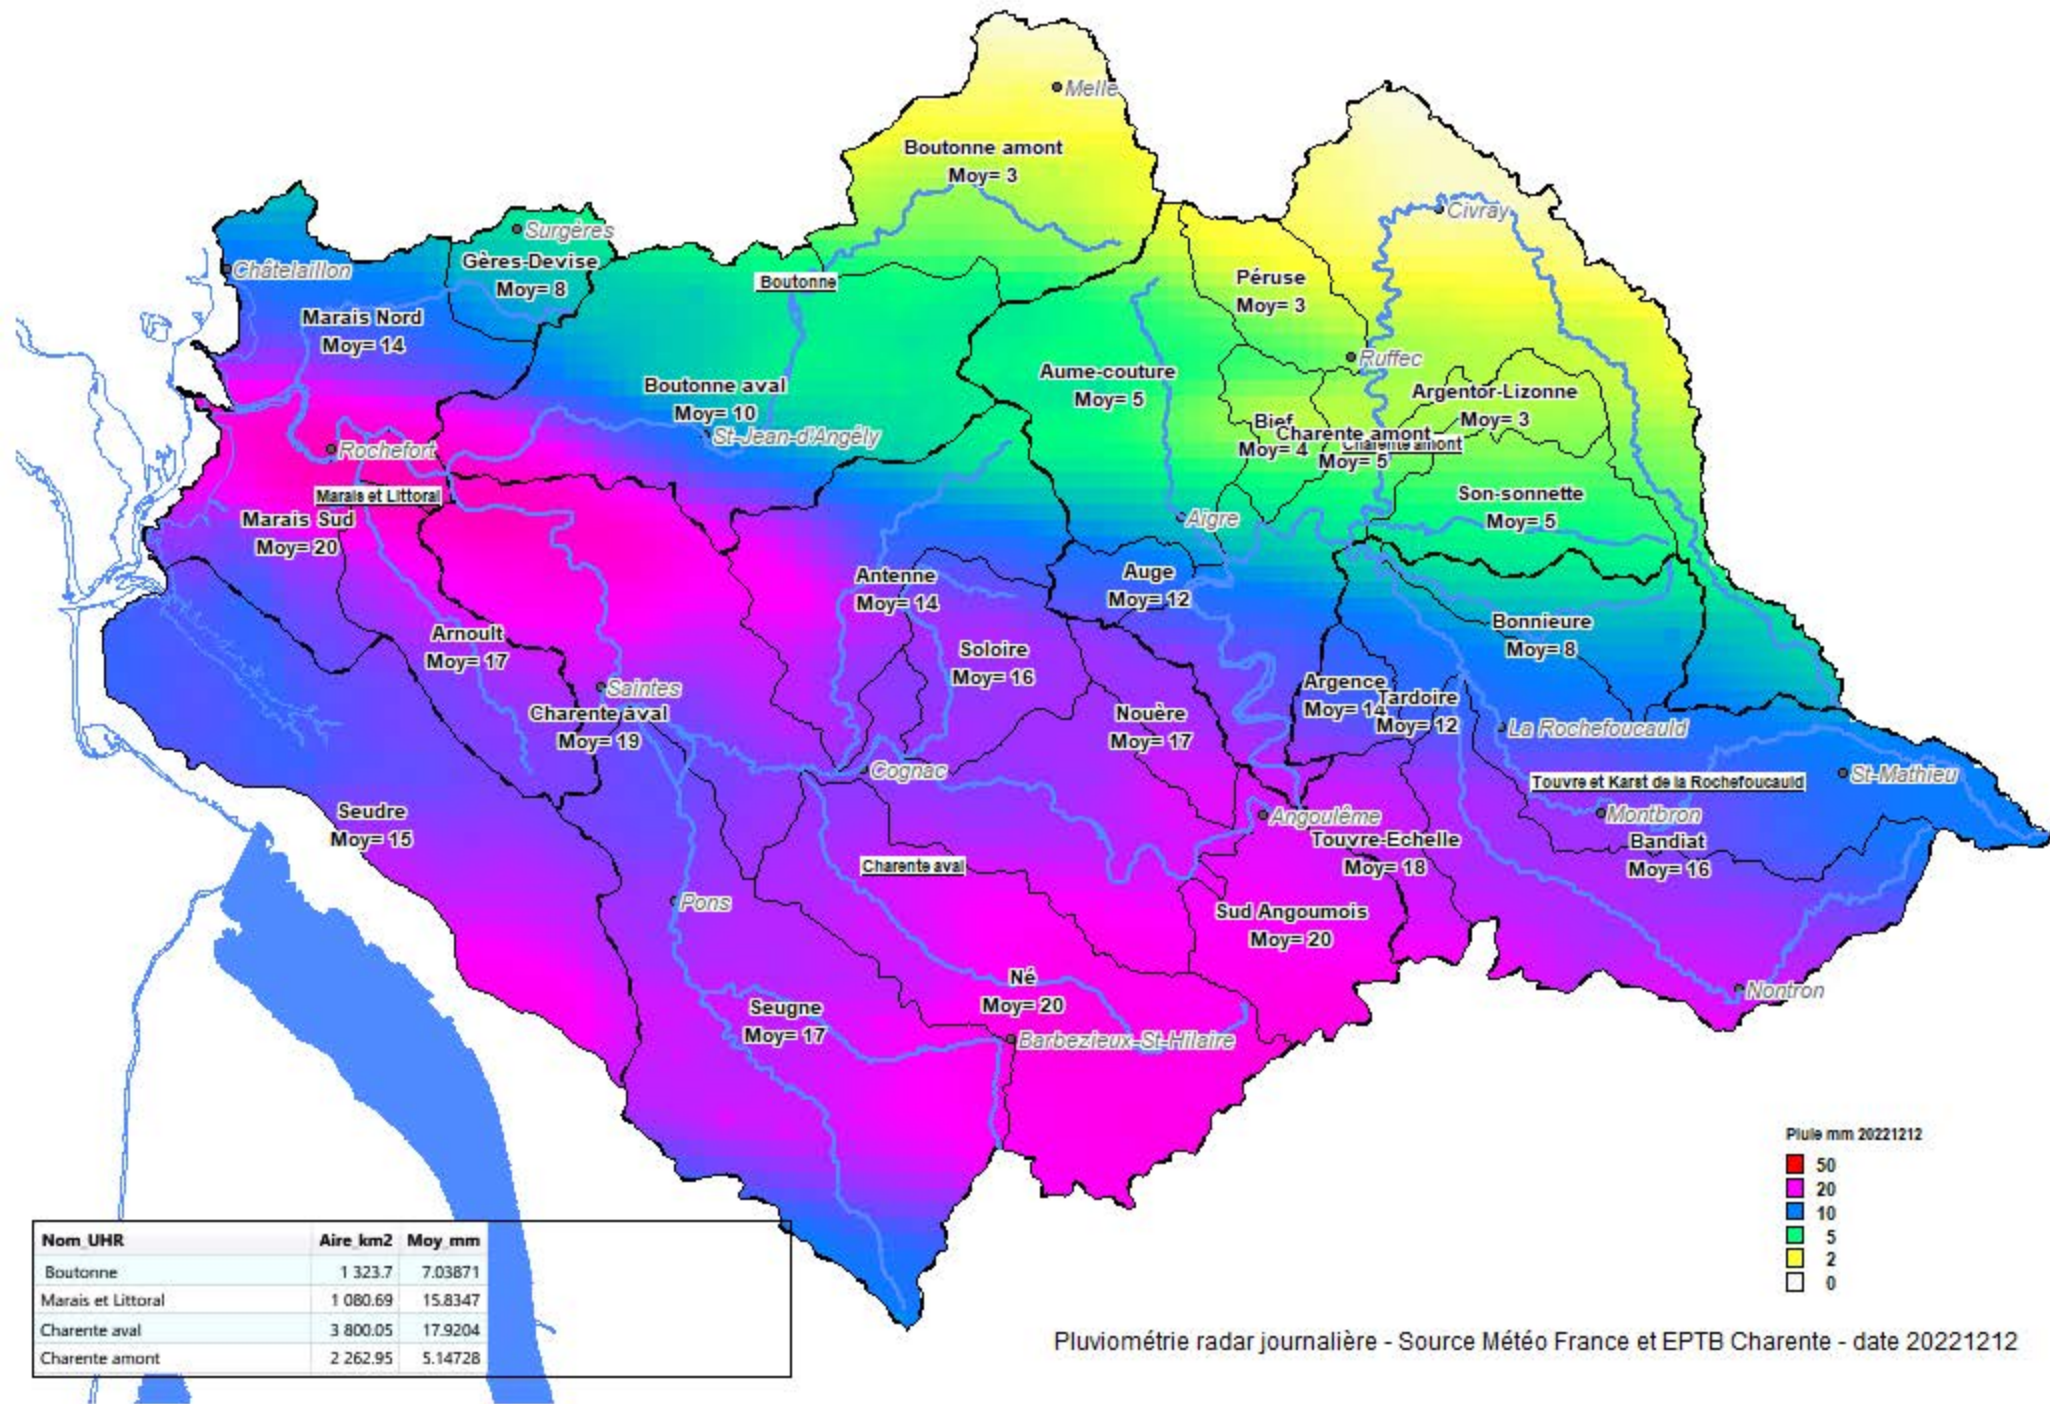 Melle
Boutonne amont
Moy= 3
Civray
Surgères
Châtelaillon
Gères-Devise
Moy= 8
Boutonne
Péruse
Moy= 3
Marais Nord
Moy= 14
Ruffec
Aume-couture
Moy= 5
Boutonne aval
Moy= 10
St-Jean-d'Angély
Argentor-Lizonne
Moy= 3
Bief
Moy= 4
Charente amont
Moy= 5
Charente amont
Rochefort
Marais et Littoral
Marais Sud
Moy= 20
Son-sonnette
Moy= 5
Aigre
Antenne
Moy= 14
Auge
Moy= 12
Arnoult
Moy= 17
Soloire
Moy= 16
Bonnieure
Moy= 8
Saintes
Charente aval
Moy= 19
Nouère
Moy= 17
Argence
Moy= 14
Tardoire
Moy= 12
La Rochefoucauld
Cognac
Touvre et Karst de la Rochefoucauld
St-Mathieu
Seudre
Moy= 15
Angoulême
Montbron
Touvre-Echelle
Moy= 18
Bandiat
Moy= 16
Charente aval
Pons
Sud Angoumois
Moy= 20
Né
Moy= 20
Nontron
Seugne
Moy= 17
Barbezieux-St-Hilaire
Pluie mm 20221212
50
20
10
5
2
0
Nom_UHR Aire_km2 Moy_mm
Boutonne 1 323.7 7.03871
Marais et Littoral 1 080.69 15.8347
Charente aval 3 800.05 17.9204
Charente amont 2 262.95 5.14728
Pluviométrie radar journalière - Source Météo France et EPTB Charente - date 20221212